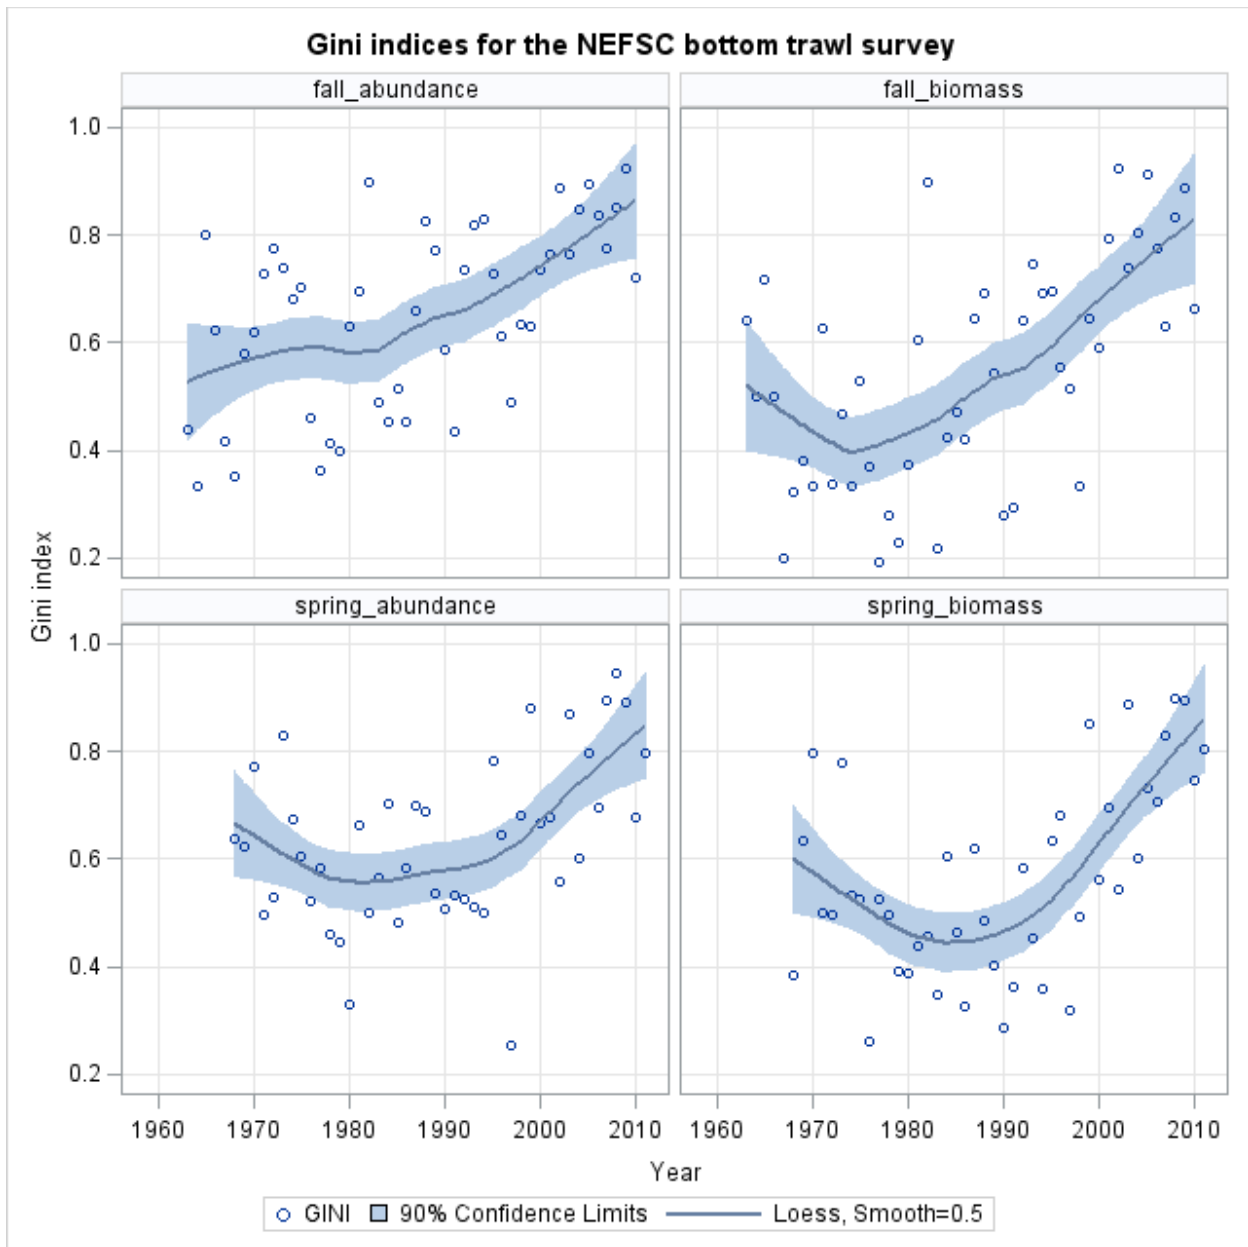 Gini indices for the NEFSC bottom trawl survey
fall_abundance
fall_biomass
1.0
0.8
0.6
0.4
0.2
Gini index
spring_abundance
spring_biomass
1.0
0.8
0.6
0.4
0.2
1960 1970 1980 1990 2000 2010
1960 1970 1980 1990 2000 2010
Year
GINI 90% Confidence Limits Loess, Smooth=0.5